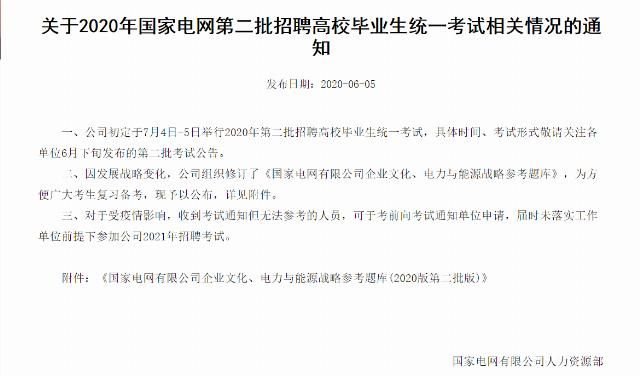 关于2020年国家电网第二批招聘高校毕业生统一考试相关情况的通
知
发布日期：2020-06-05
一、公司初定于7月4日-5日举行2020年第二批招聘高校毕业生统一考试，具体时间、考试形式敬请关注各
单位6月下旬发布的第二批考试公告。
二、因发展战略变化，公司组织修订了《国家电网有限公司企业文化、电力与能源战略参考题库》，为方
便广大考生复习备考，现予以公布，详见附件。
三、对于受疫情影响，收到考试通知但无法参考的人员，可于考前向考试通知单位申请，届时未落实工作
单位前提下参加公司2021年招聘考试。
附件：《国家电网有限公司企业文化、电力与能源战略参考题库(2020版第二批版)》
国家电网有限公司人力资源部